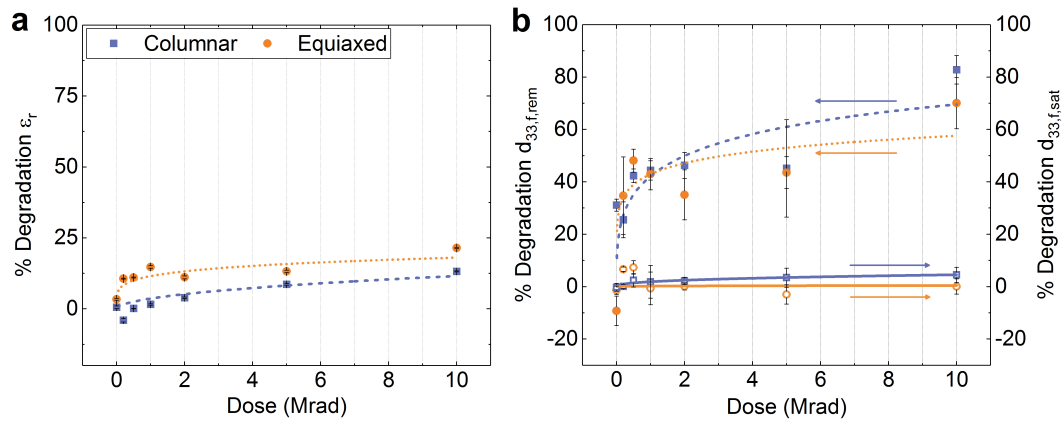 a
100
75
50
25
0
% Degradation εr
Columnar
Equiaxed
0 2 4 6 8 10
Dose (Mrad)
b
100
80
60
40
20
0
-20
% Degradation d33,f,rem
100
80
60
40
20
0
-20
% Degradation d33,f,sat
0 2 4 6 8 10
Dose (Mrad)